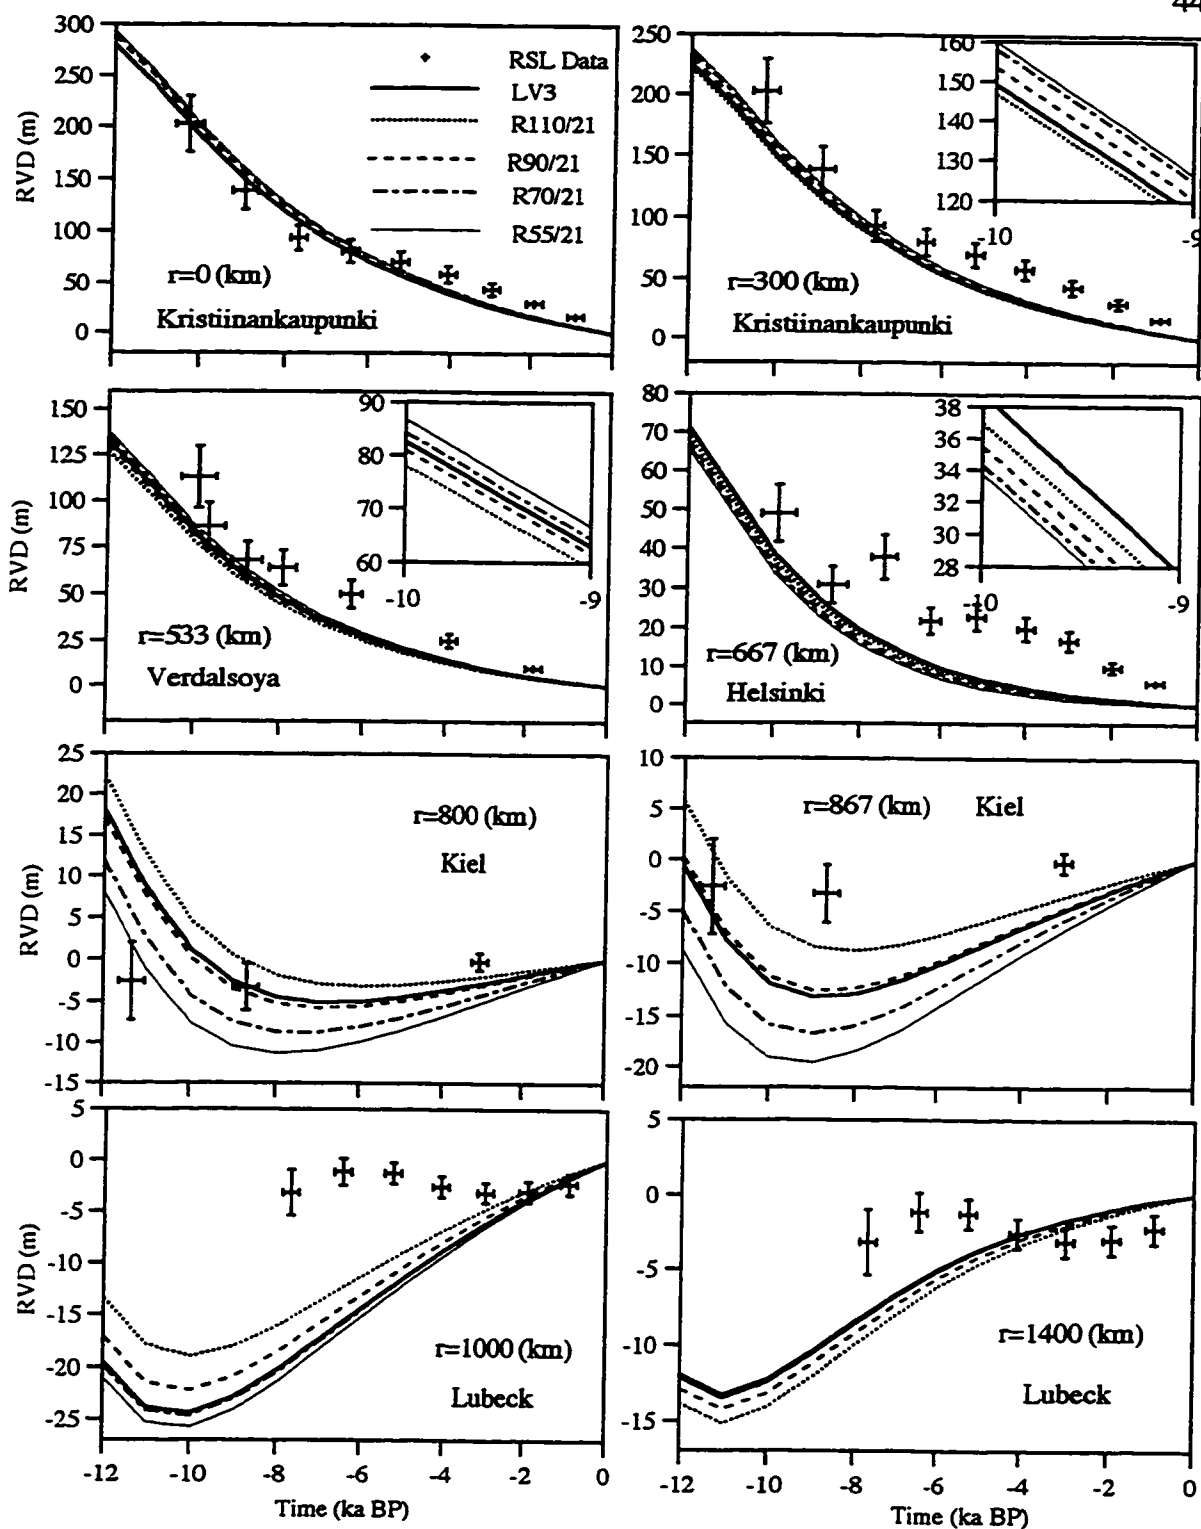 44
300
250
200
150
100
50
0
RVD (m)
RSL Data
LV3
R110/21
R90/21
R70/21
R55/21
r=0 (km)
Kristiinankaupunki
250
200
150
100
50
0
RVD (m)
160
150
140
130
120
-10
-9
r=300 (km)
Kristiinankaupunki
150
125
100
75
50
25
0
RVD (m)
90
80
70
60
-10
-9
r=533 (km)
Verdalsoya
80
70
60
50
40
30
20
10
0
38
36
34
32
30
28
-10
-9
r=667 (km)
Helsinki
25
20
15
10
5
0
-5
-10
-15
RVD (m)
r=800 (km)
Kiel
10
5
0
-5
-10
-15
-20
r=867 (km) Kiel
5
0
-5
-10
-15
-20
-25
RVD (m)
r=1000 (km)
Lubeck
-12 -10 -8 -6 -4 -2 0
Time (ka BP)
5
0
-5
-10
-15
r=1400 (km)
Lubeck
-12 -10 -8 -6 -4 -2 0
Time (ka BP)